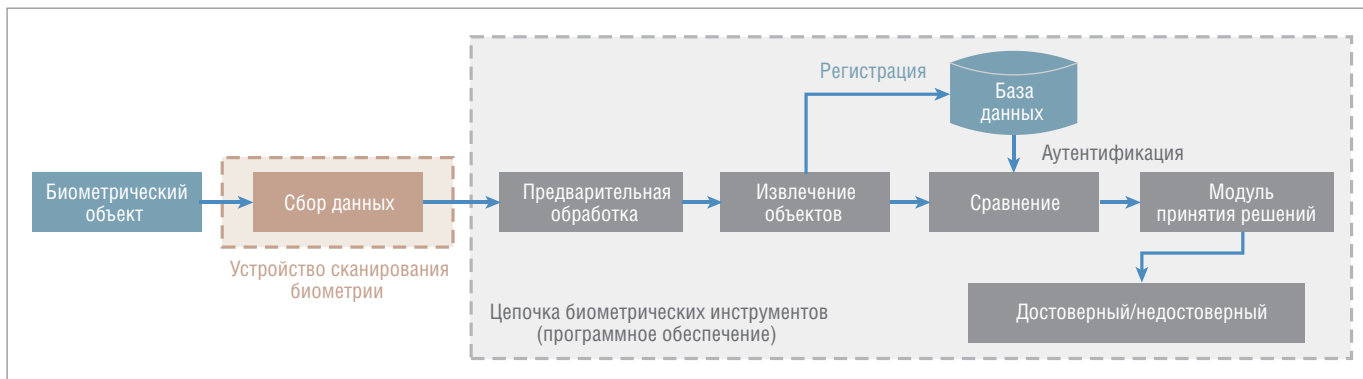 Регистрация
База
данных
Аутентификация
Биометрический
объект
Сбор данных
Предварительная
обработка
Извлечение
объектов
Сравнение
Модуль
принятия решений
Устройство сканирования
биометрии
Цепочка биометрических инструментов
(программное обеспечение)
Достоверный/недостоверный